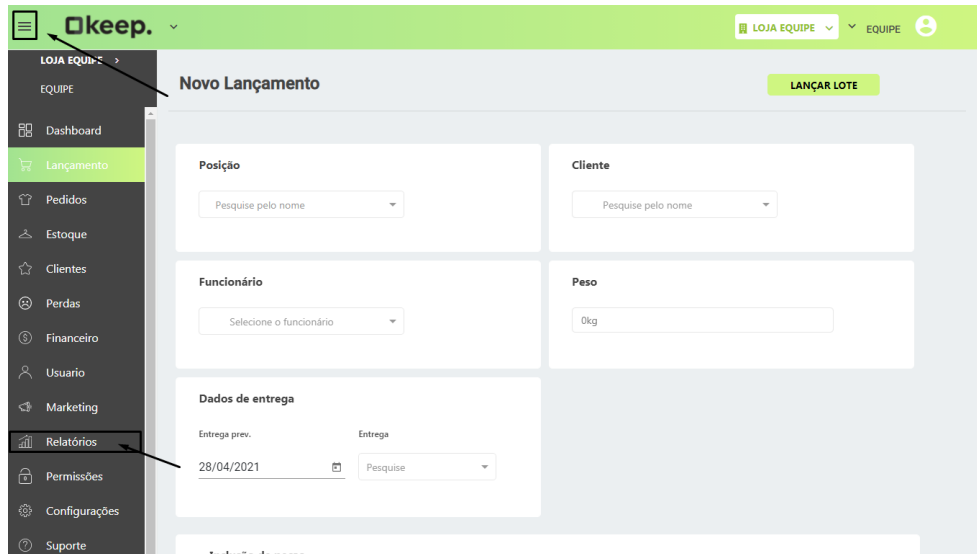 keep.
LOJA EQUIPE
EQUIPE
LOJA EQUIPE >
EQUIPE
Novo Lançamento
LANÇAR LOTE
Dashboard
Lançamento
Pedidos
Estoque
Clientes
Perdas
Financeiro
Usuario
Marketing
Relatórios
Permissões
Configurações
Suporte
Posição
Pesquise pelo nome
Cliente
Pesquise pelo nome
Funcionário
Selecione o funcionário
Peso
0kg
Dados de entrega
Entrega prev.
Entrega
28/04/2021
Pesquise